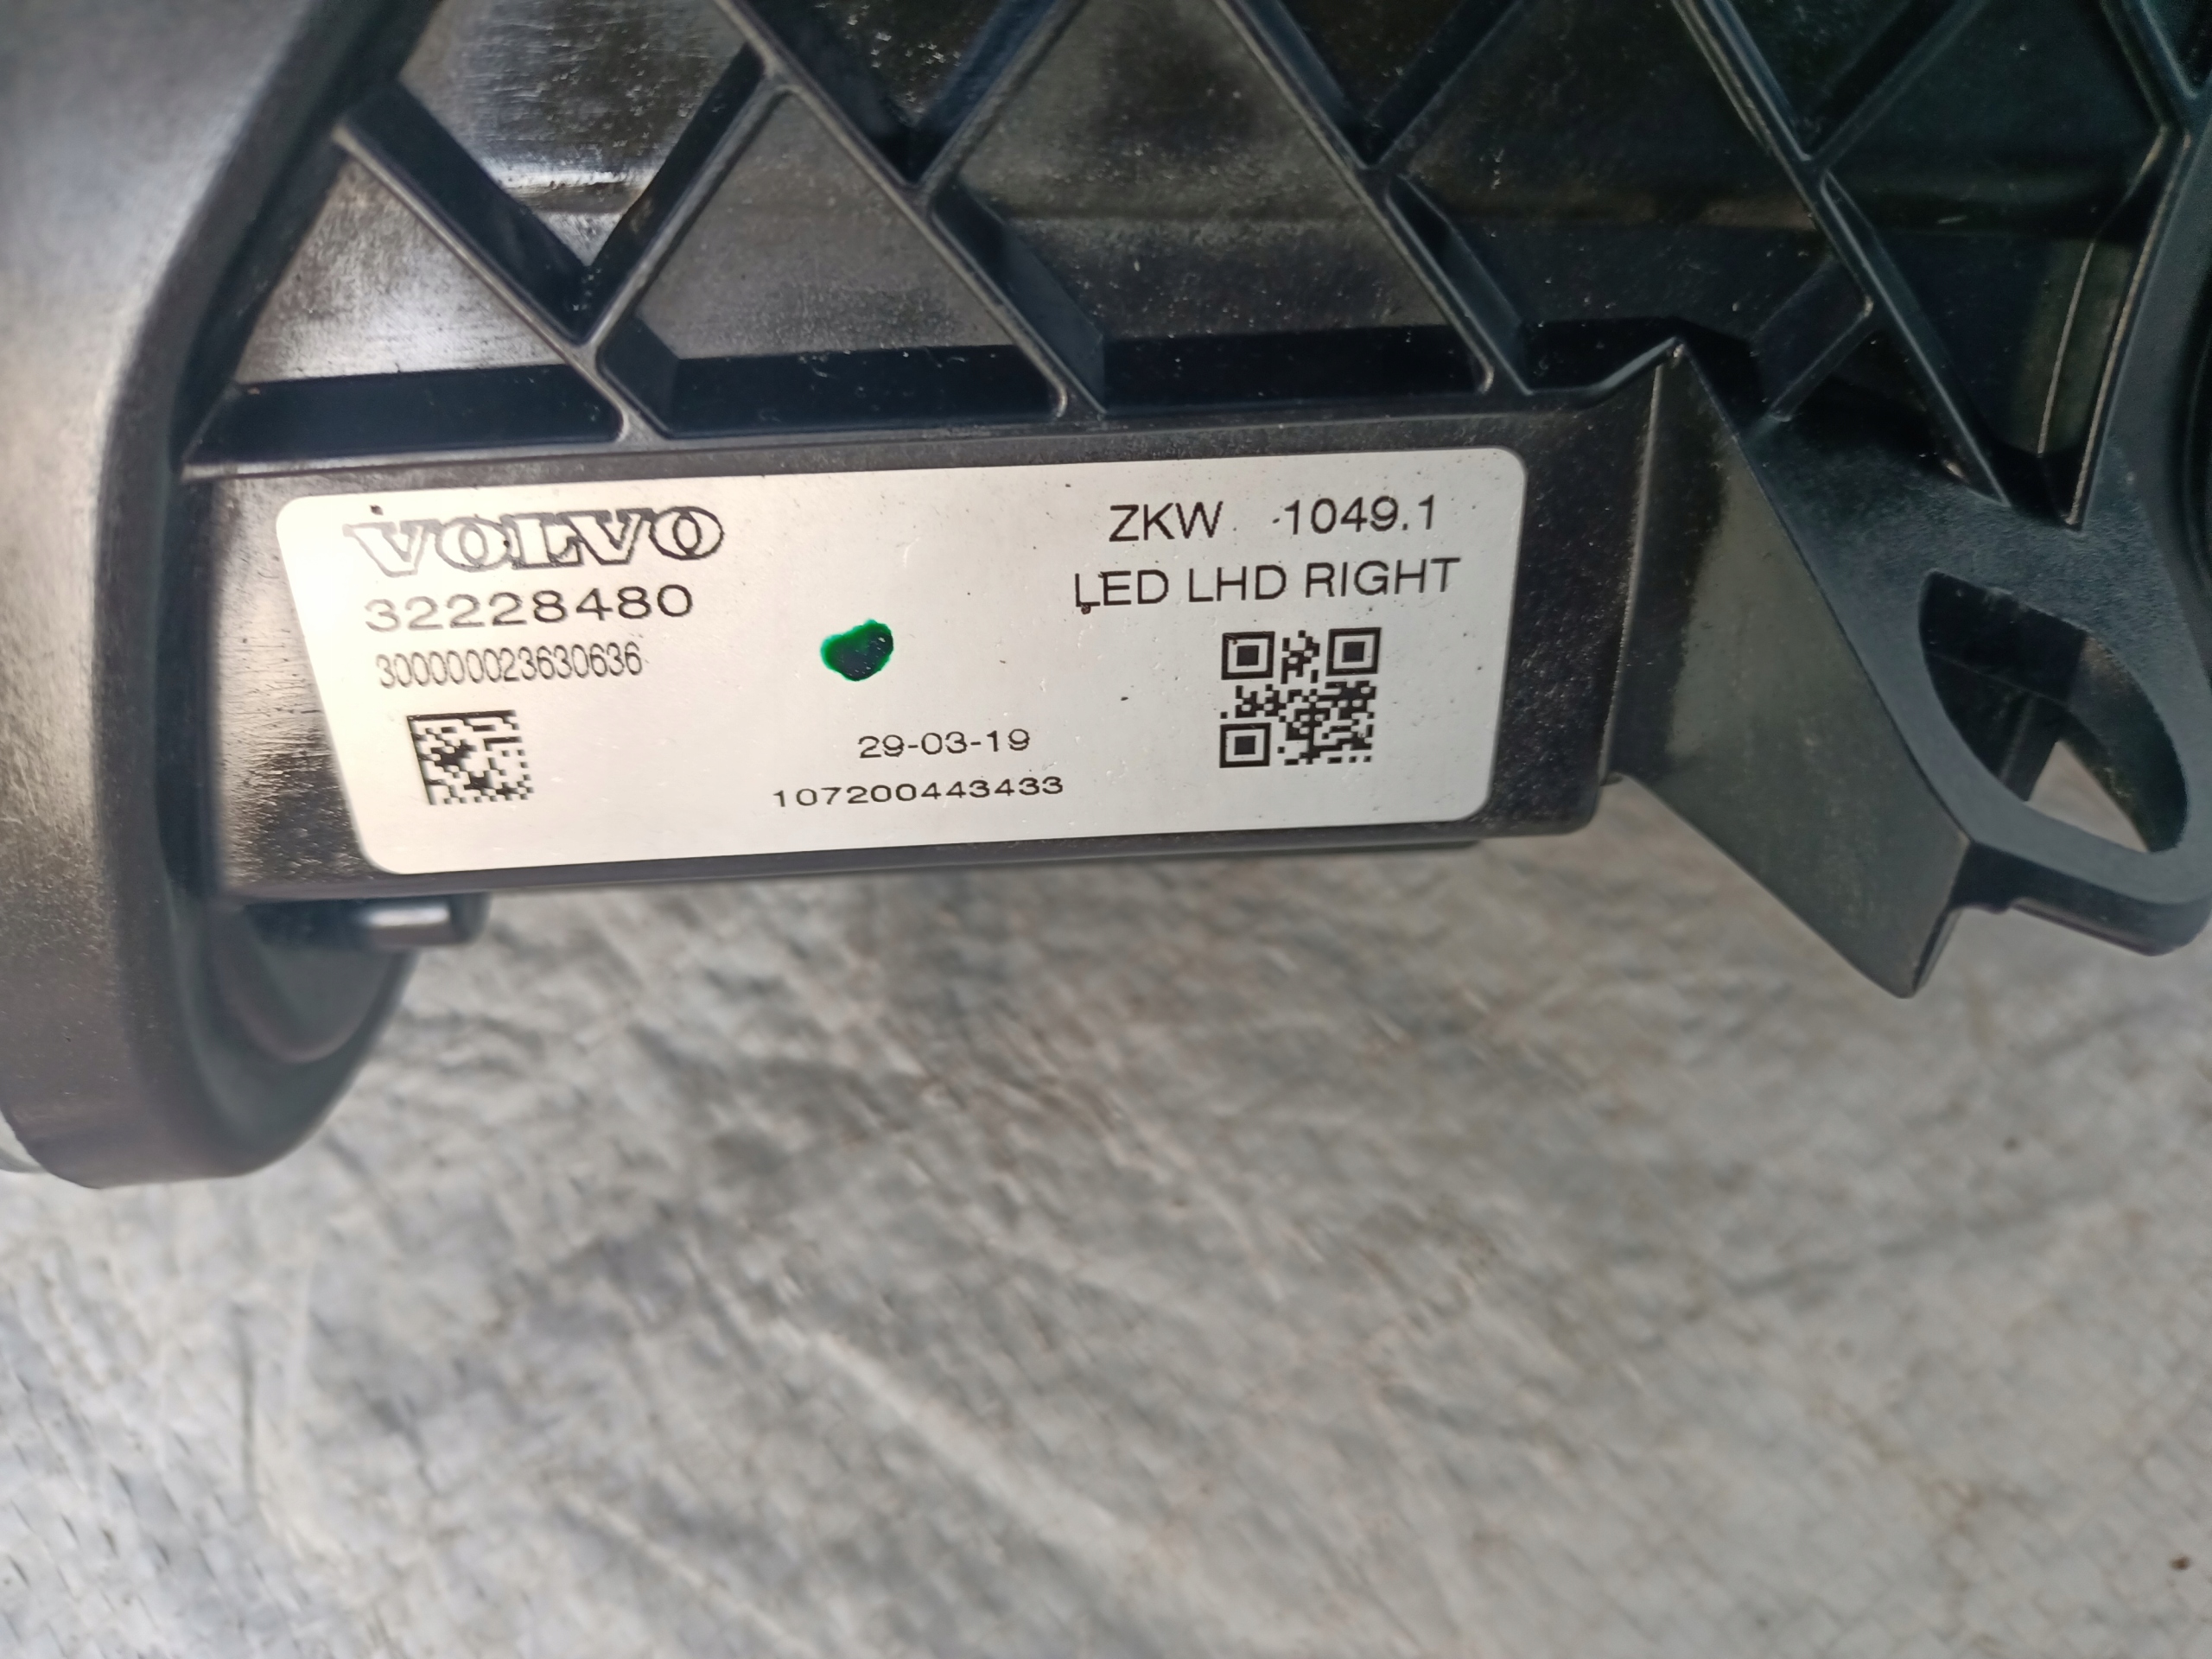 VOLVO
32228480
300000023630636
ZKW 1049.1
LED LHD RIGHT
29-03-19
107200443433